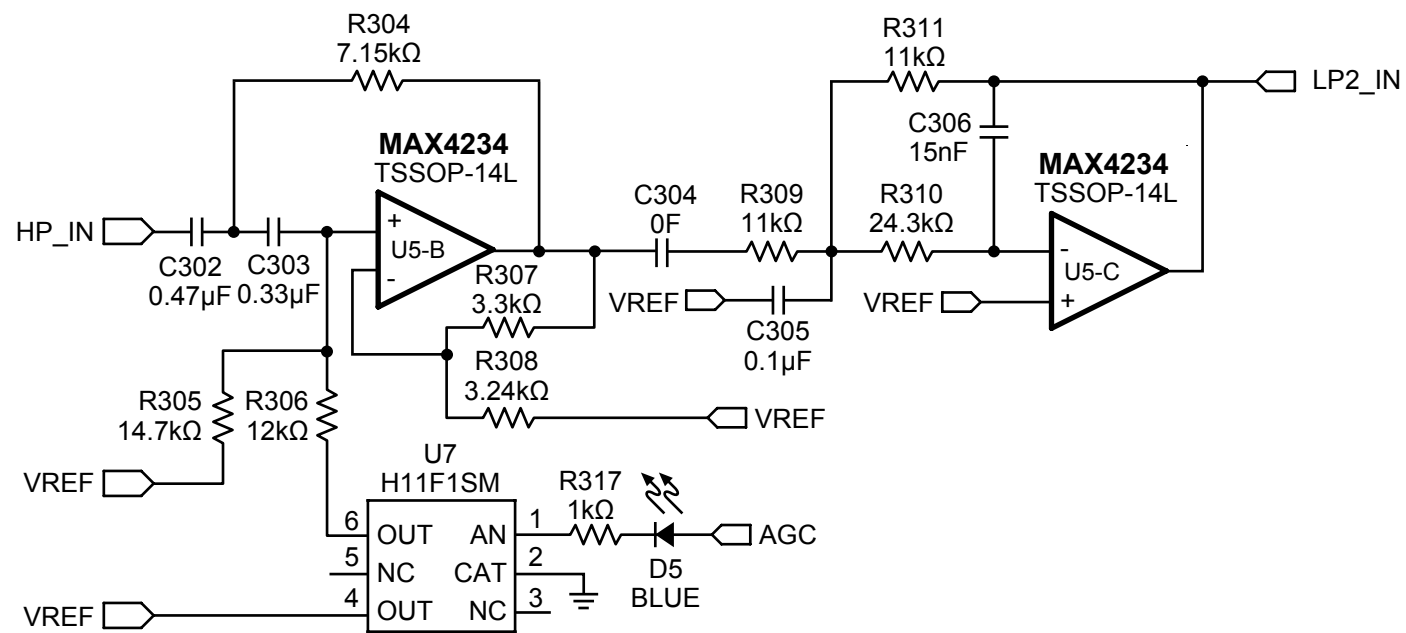 R304
7.15kΩ
MAX4234
TSSOP-14L
+
U5-B
-
HP_IN
C302
0.47µF
C303
0.33µF
R305
14.7kΩ
R306
12kΩ
VREF
R307
3.3kΩ
R308
3.24kΩ
VREF
C304
0F
R309
11kΩ
VREF
C305
0.1µF
R311
11kΩ
C306
15nF
R310
24.3kΩ
MAX4234
TSSOP-14L
-
U5-C
+
VREF
LP2_IN
U7
H11F1SM
6 OUT AN 1
5 NC CAT 2
4 OUT NC 3
VREF
R317
1kΩ
D5
BLUE
AGC